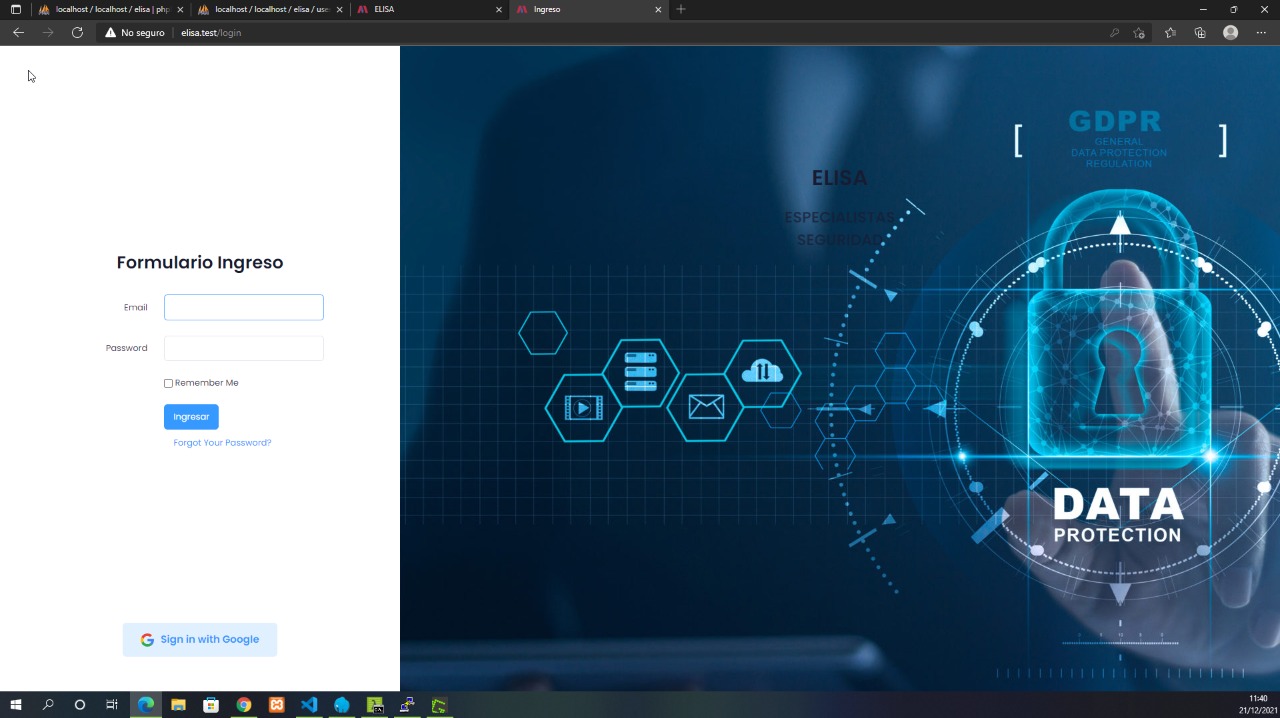 localhost / localhost / elisa | php
localhost / localhost / elisa / use
ELISA
Ingreso
No seguro
elisa.test/login
Formulario Ingreso
Email
Password
Remember Me
Ingresar
Forgot Your Password?
Sign in with Google
ELISA
ESPECIALISTAS
SEGURIDAD
[ GDPR ]
GENERAL
DATA PROTECTION
REGULATION
DATA
PROTECTION
11:40
21/12/2021